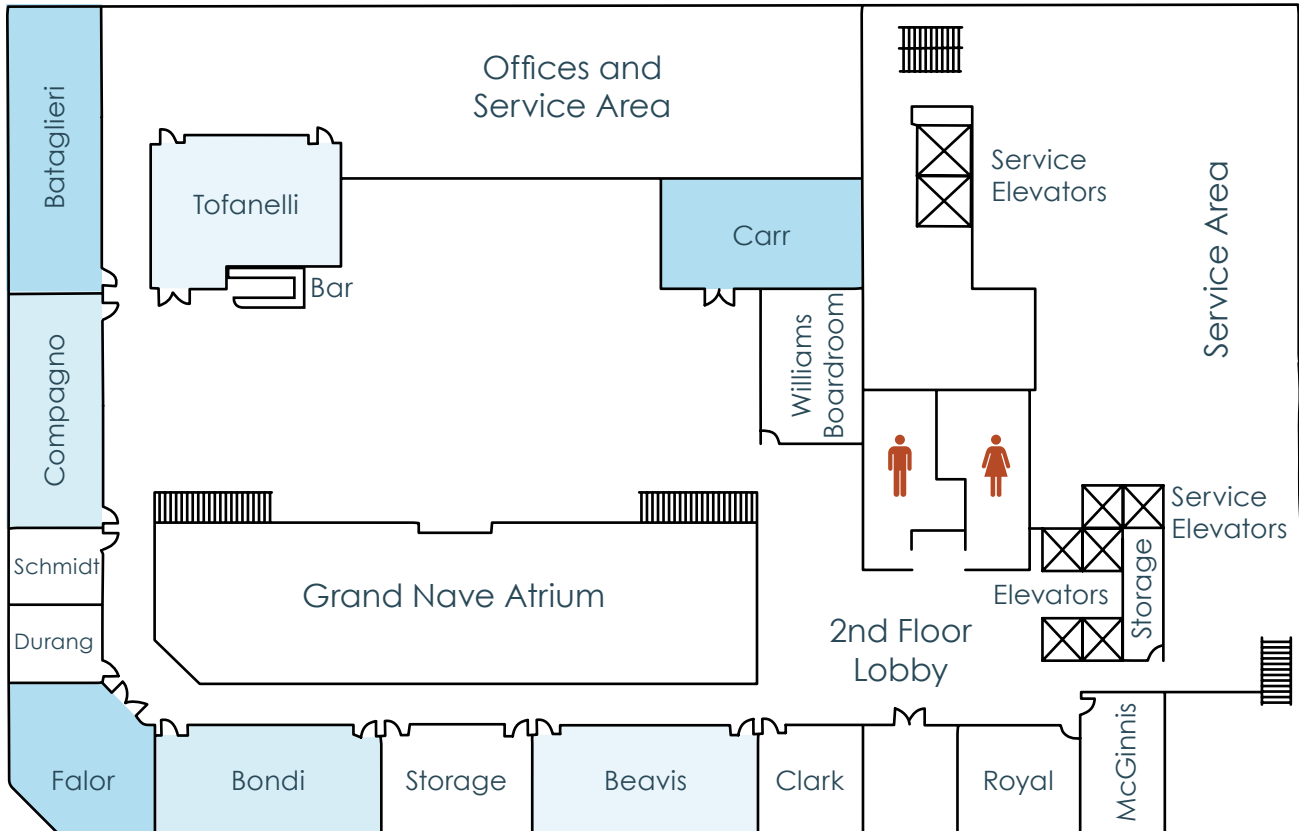 Offices and
Service Area
Bataglieri
Tofanelli
Service
Elevators
Service Area
Carr
Bar
Williams
Boardroom
Compagno
Service
Elevators
Schmidt
Grand Nave Atrium
Elevators
Storage
Durang
2nd Floor
Lobby
Falor
Bondi
Storage
Beavis
Clark
Royal
McGinnis